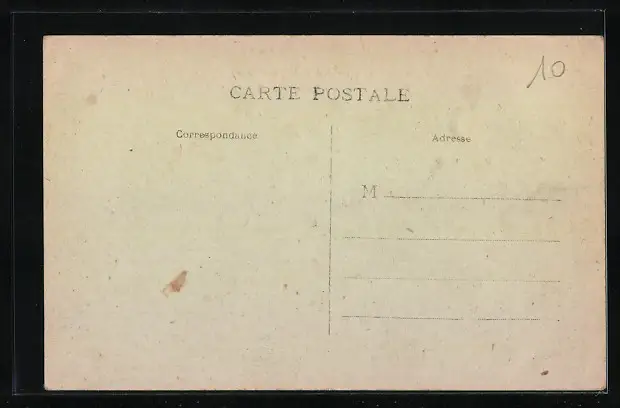 10
CARTE POSTALE
Correspondance
Adresse
M